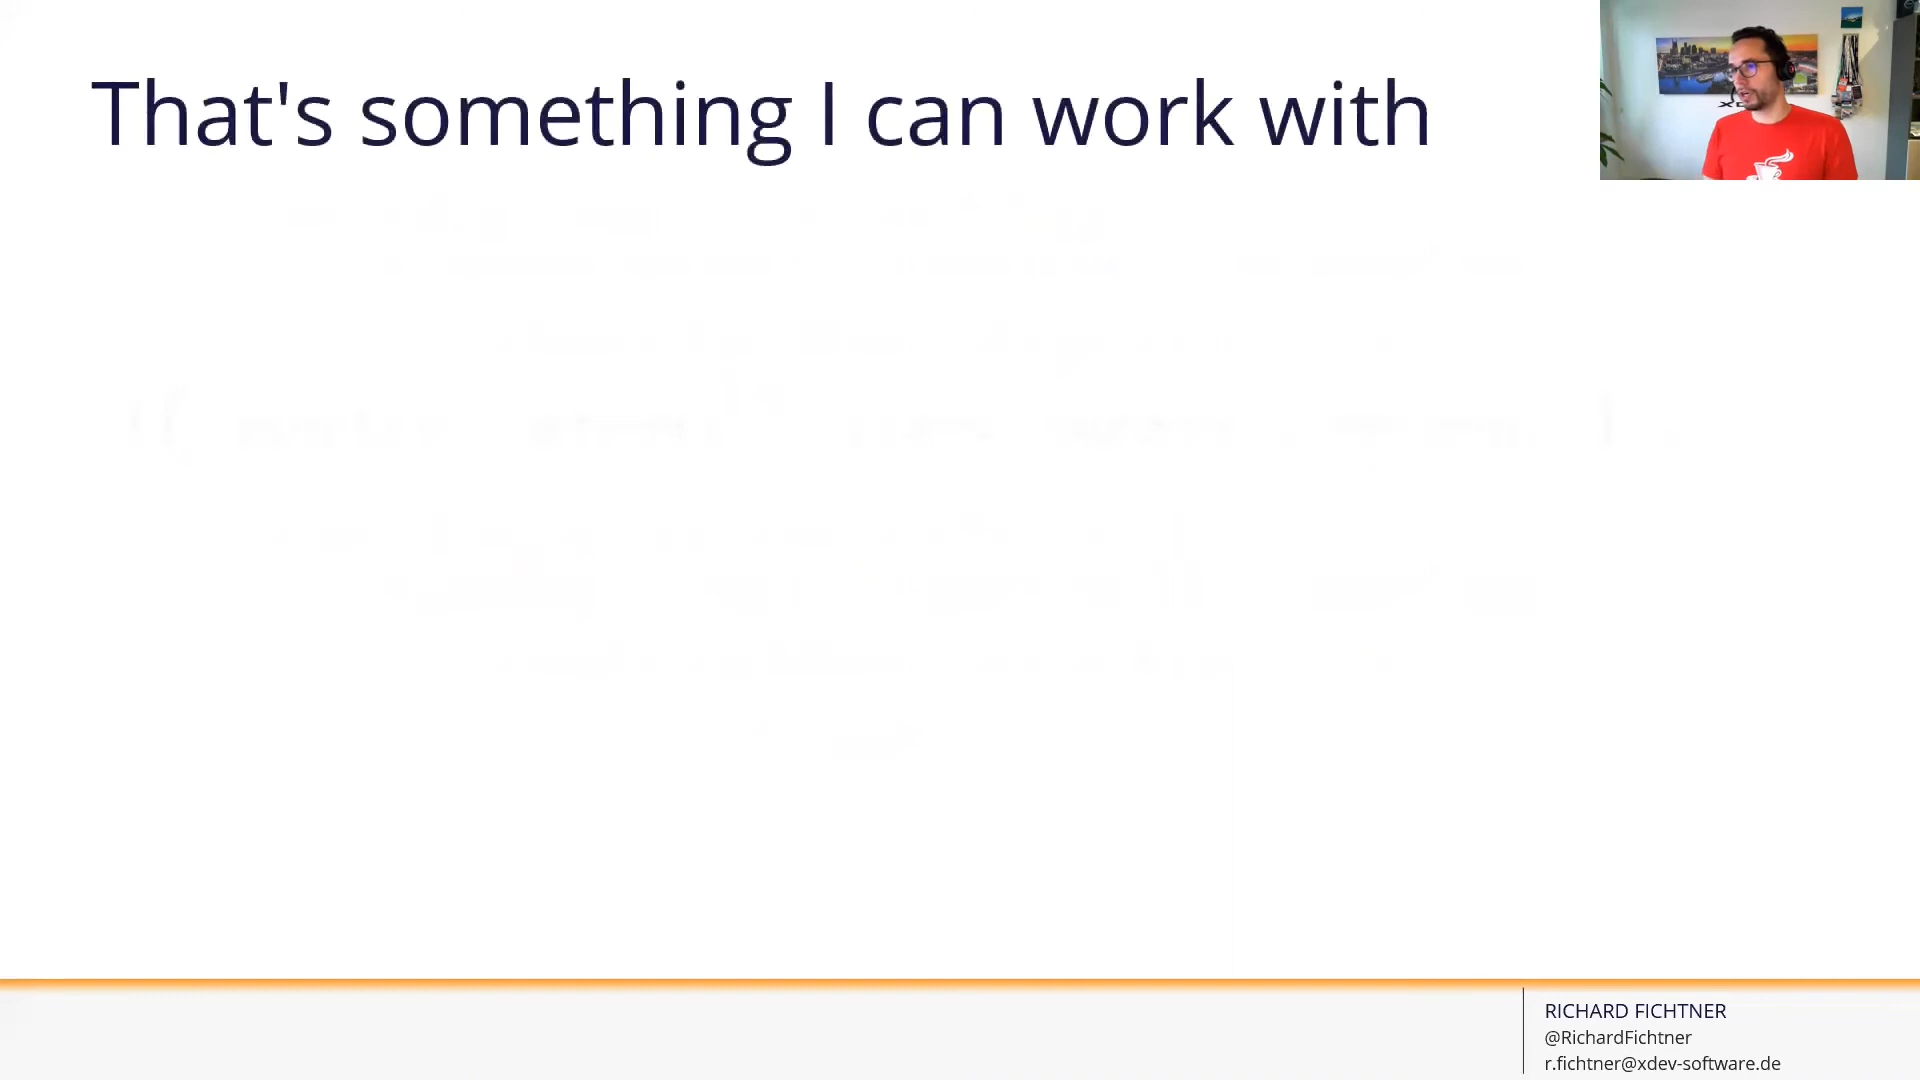 That's something I can work with
RICHARD FICHTNER
@RichardFichtner
r.fichtner@xdev-software.de